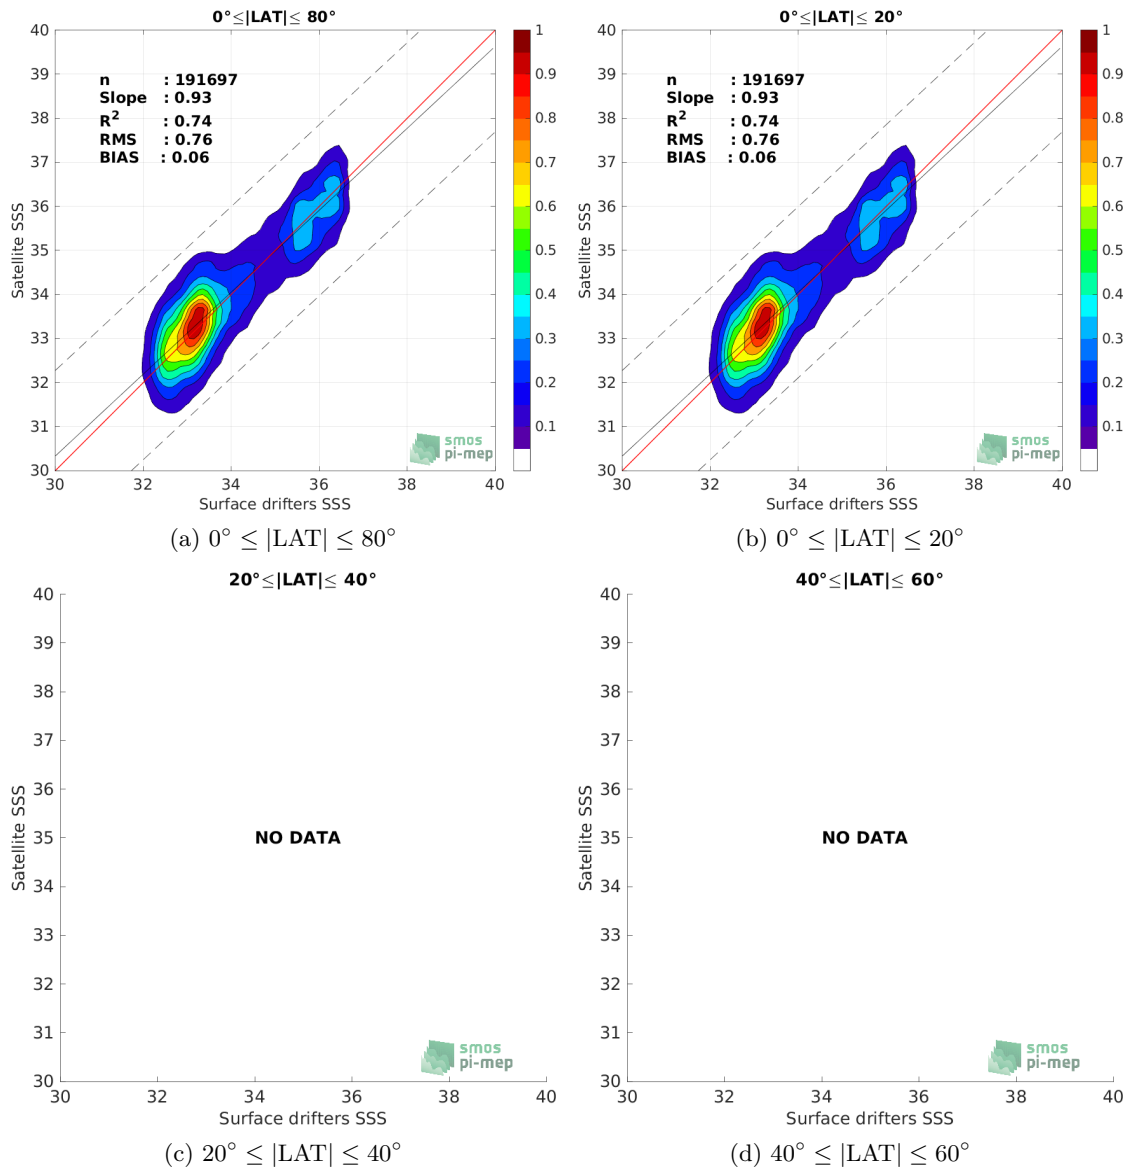 0°≤|LAT|≤ 80°
40
39
38
37
36
35
34
33
32
31
30
Satellite SSS
n : 191697
Slope : 0.93
R² : 0.74
RMS : 0.76
BIAS : 0.06
smos
pi-mep
30 32 34 36 38 40
Surface drifters SSS
1
0.9
0.8
0.7
0.6
0.5
0.4
0.3
0.2
0.1
(a) 0° ≤ |LAT| ≤ 80°
0°≤|LAT|≤ 20°
40
39
38
37
36
35
34
33
32
31
30
Satellite SSS
n : 191697
Slope : 0.93
R² : 0.74
RMS : 0.76
BIAS : 0.06
smos
pi-mep
30 32 34 36 38 40
Surface drifters SSS
1
0.9
0.8
0.7
0.6
0.5
0.4
0.3
0.2
0.1
(b) 0° ≤ |LAT| ≤ 20°
20°≤|LAT|≤ 40°
40
39
38
37
36
35
34
33
32
31
30
Satellite SSS
NO DATA
smos
pi-mep
30 32 34 36 38 40
Surface drifters SSS
(c) 20° ≤ |LAT| ≤ 40°
40°≤|LAT|≤ 60°
40
39
38
37
36
35
34
33
32
31
30
Satellite SSS
NO DATA
smos
pi-mep
30 32 34 36 38 40
Surface drifters SSS
(d) 40° ≤ |LAT| ≤ 60°